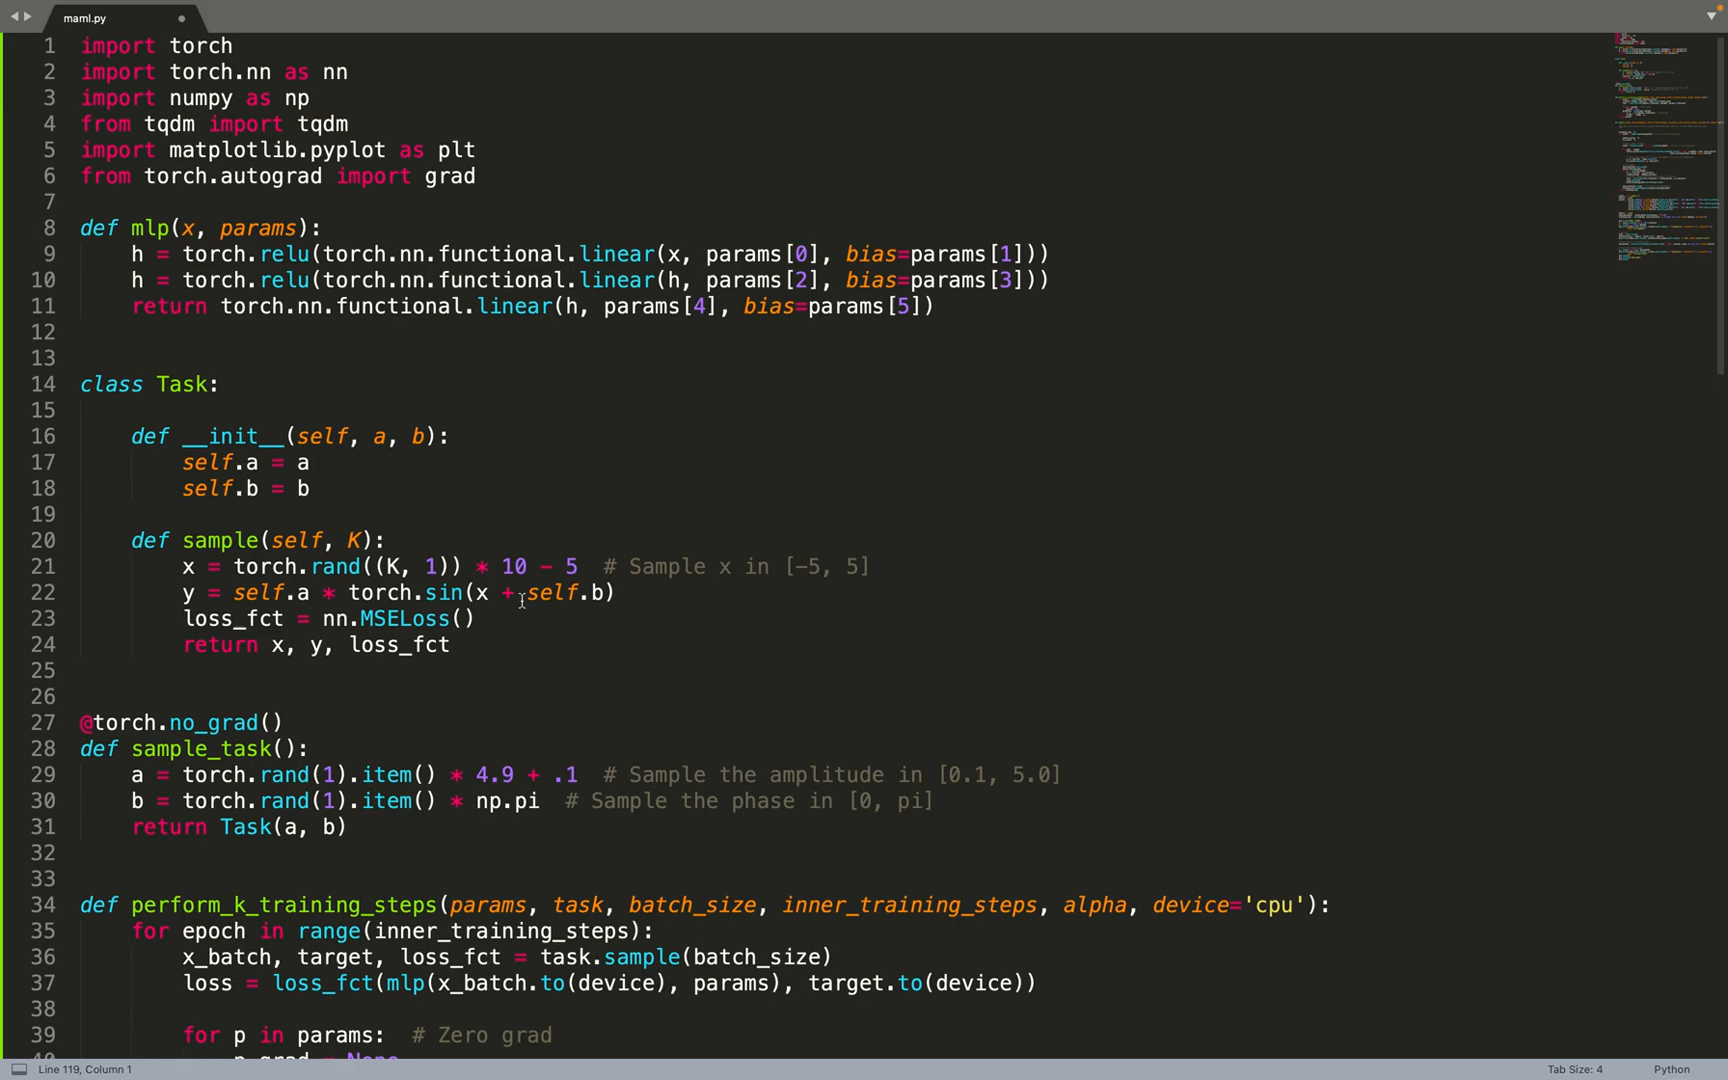 maml.py
1 import torch
2 import torch.nn as nn
3 import numpy as np
4 from tqdm import tqdm
5 import matplotlib.pyplot as plt
6 from torch.autograd import grad
7
8 def mlp(x, params):
9     h = torch.relu(torch.nn.functional.linear(x, params[0], bias=params[1]))
10     h = torch.relu(torch.nn.functional.linear(h, params[2], bias=params[3]))
11     return torch.nn.functional.linear(h, params[4], bias=params[5])
12
13
14 class Task:
15
16     def __init__(self, a, b):
17         self.a = a
18         self.b = b
19
20     def sample(self, K):
21         x = torch.rand((K, 1)) * 10 - 5  # Sample x in [-5, 5]
22         y = self.a * torch.sin(x + self.b)
23         loss_fct = nn.MSELoss()
24         return x, y, loss_fct
25
26
27 @torch.no_grad()
28 def sample_task():
29     a = torch.rand(1).item() * 4.9 + .1  # Sample the amplitude in [0.1, 5.0]
30     b = torch.rand(1).item() * np.pi  # Sample the phase in [0, pi]
31     return Task(a, b)
32
33
34 def perform_k_training_steps(params, task, batch_size, inner_training_steps, alpha, device='cpu'):
35     for epoch in range(inner_training_steps):
36         x_batch, target, loss_fct = task.sample(batch_size)
37         loss = loss_fct(mlp(x_batch.to(device), params), target.to(device))
38
39         for p in params:  # Zero grad
40             p.grad = None
Line 119, Column 1
Tab Size: 4
Python